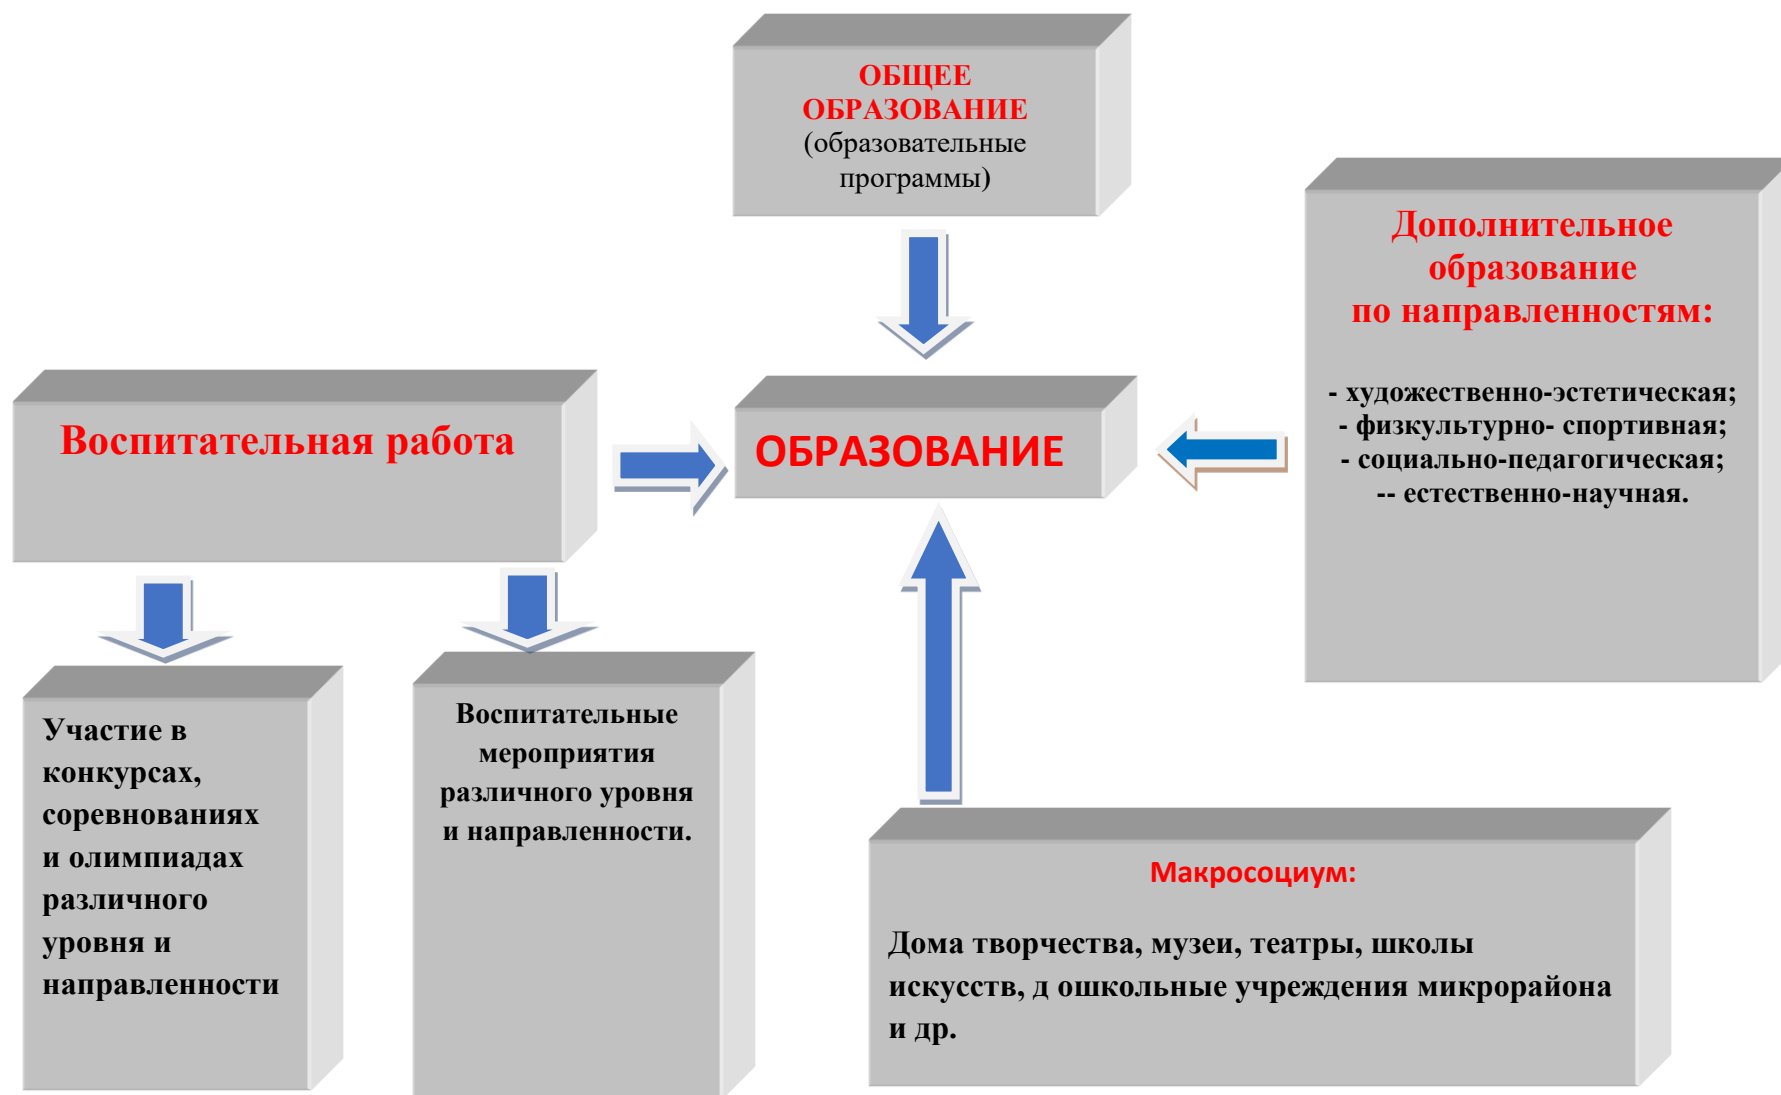 ОБЩЕЕ
ОБРАЗОВАНИЕ
(образовательные
программы)
Дополнительное
образование
по направленностям:
- художественно-эстетическая;
- физкультурно- спортивная;
- социально-педагогическая;
-- естественно-научная.
Воспитательная работа
ОБРАЗОВАНИЕ
Участие в
конкурсах,
соревнованиях
и олимпиадах
различного
уровня и
направленности
Воспитательные
мероприятия
различного уровня
и направленности.
Макросоциум:
Дома творчества, музеи, театры, школы
искусств, д ошкольные учреждения микрорайона
и др.